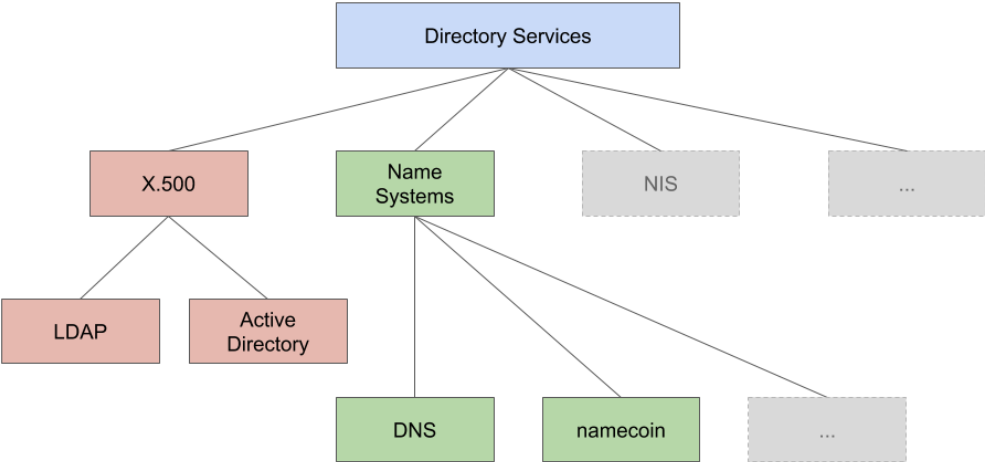 Directory Services
X.500
Name
Systems
NIS
...
LDAP
Active
Directory
DNS
namecoin
...